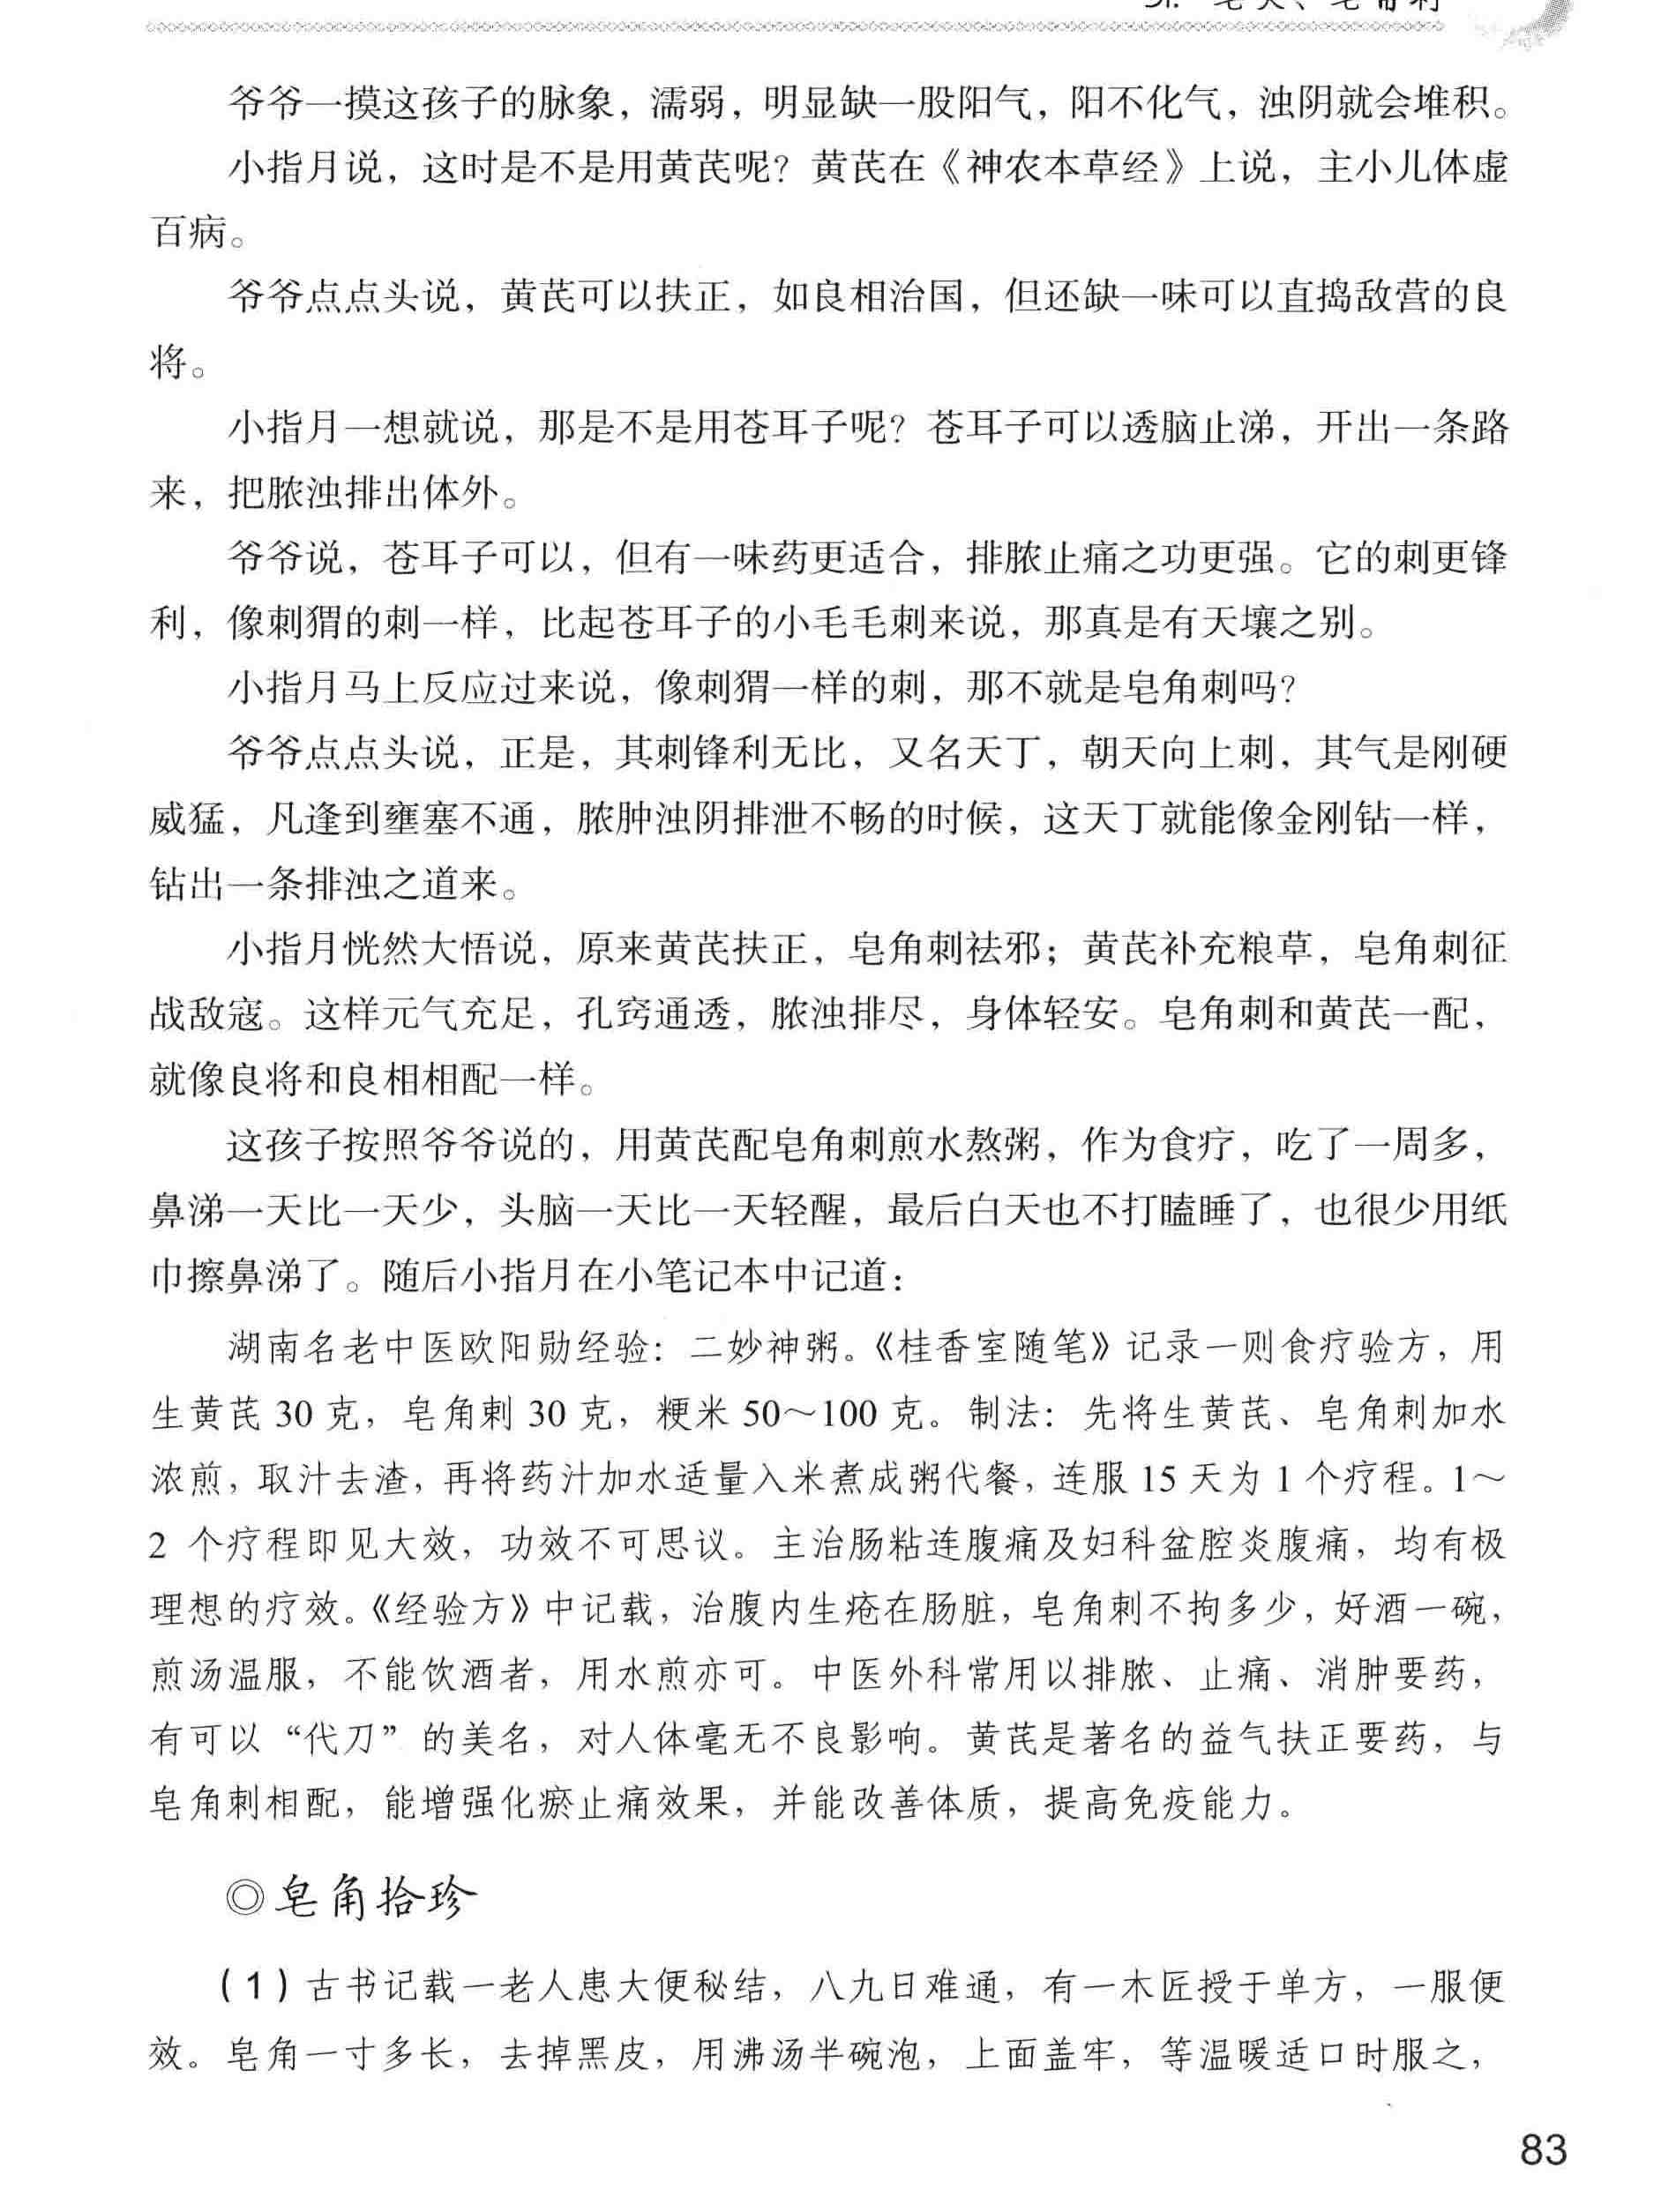 爷爷一摸这孩子的脉象，濡弱，明显缺一股阳气，阳不化气，浊阴就会堆积。
小指月说，这时是不是用黄芪呢？黄芪在《神农本草经》上说，主小儿体虚
百病。
爷爷点点头说，黄芪可以扶正，如良相治国，但还缺一味可以直捣敌营的良
将。
小指月一想就说，那是不是用苍耳子呢？苍耳子可以透脑止涕，开出一条路
来，把脓浊排出体外。
爷爷说，苍耳子可以，但有一味药更适合，排脓止痛之功更强。它的刺更锋
利，像刺猬的刺一样，比起苍耳子的小毛毛刺来说，那真是有天壤之别。
小指月马上反应过来说，像刺猬一样的刺，那不就是皂角刺吗？
爷爷点点头说，正是，其刺锋利无比，又名天丁，朝天向上刺，其气是刚硬
威猛，凡逢到壅塞不通，脓肿浊阴排泄不畅的时候，这天丁就能像金刚钻一样，
钻出一条排浊之道来。
小指月恍然大悟说，原来黄芪扶正，皂角刺祛邪；黄芪补充粮草，皂角刺征
战敌寇。这样元气充足，孔窍通透，脓浊排尽，身体轻安。皂角刺和黄芪一配，
就像良将和良相相配一样。
这孩子按照爷爷说的，用黄芪配皂角刺煎水熬粥，作为食疗，吃了一周多，
鼻涕一天比一天少，头脑一天比一天轻醒，最后白天也不打瞌睡了，也很少用纸
巾擦鼻涕了。随后小指月在小笔记本中记道：
湖南名老中医欧阳勋经验：二妙神粥。《桂香室随笔》记录一则食疗验方，用
生黄芪 30 克，皂角刺 30 克，粳米 50～100 克。制法：先将生黄芪、皂角刺加水
浓煎，取汁去渣，再将药汁加水适量入米煮成粥代餐，连服 15 天为 1 个疗程。1～
2 个疗程即见大效，功效不可思议。主治肠粘连腹痛及妇科盆腔炎腹痛，均有极
理想的疗效。《经验方》中记载，治腹内生疮在肠脏，皂角刺不拘多少，好酒一碗，
煎汤温服，不能饮酒者，用水煎亦可。中医外科常用以排脓、止痛、消肿要药，
有可以“代刀”的美名，对人体毫无不良影响。黄芪是著名的益气扶正要药，与
皂角刺相配，能增强化瘀止痛效果，并能改善体质，提高免疫能力。
◎皂角拾珍
（1）古书记载一老人患大便秘结，八九日难通，有一木匠授于单方，一服便
效。皂角一寸多长，去掉黑皮，用沸汤半碗泡，上面盖牢，等温暖适口时服之，
83